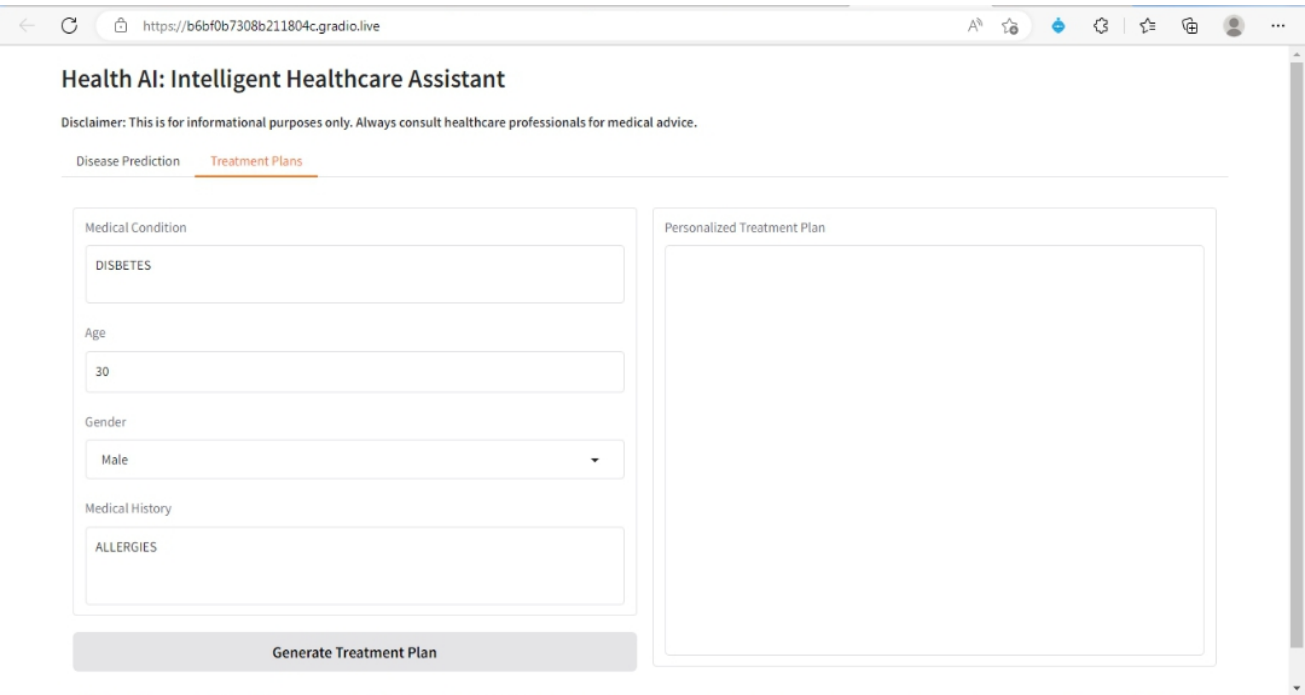 https://b6bf0b7308b211804c.gradio.live
Health AI: Intelligent Healthcare Assistant
Disclaimer: This is for informational purposes only. Always consult healthcare professionals for medical advice.
Disease Prediction Treatment Plans
Medical Condition
DISBETES
Age
30
Gender
Male
Medical History
ALLERGIES
Generate Treatment Plan
Personalized Treatment Plan